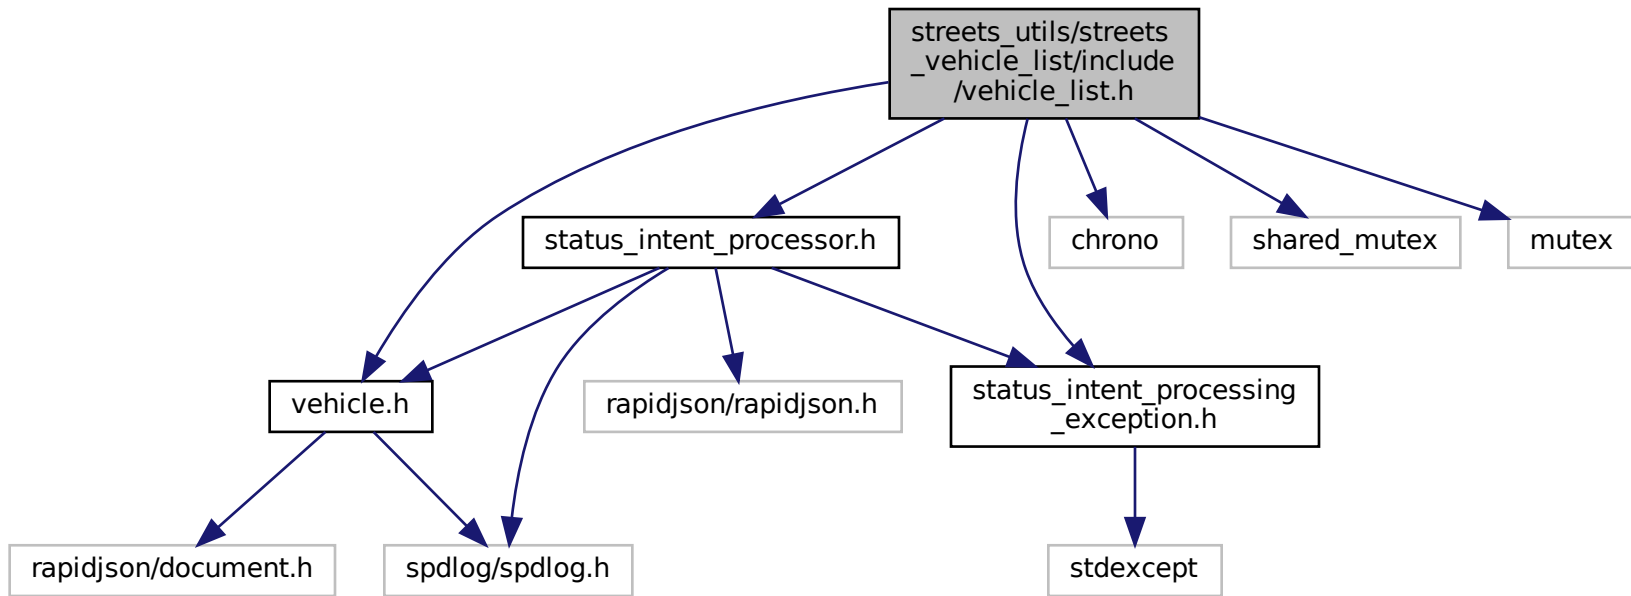 streets_utils/streets
_vehicle_list/include
/vehicle_list.h
status_intent_processor.h
chrono
shared_mutex
mutex
vehicle.h
rapidjson/rapidjson.h
status_intent_processing
_exception.h
rapidjson/document.h
spdlog/spdlog.h
stdexcept